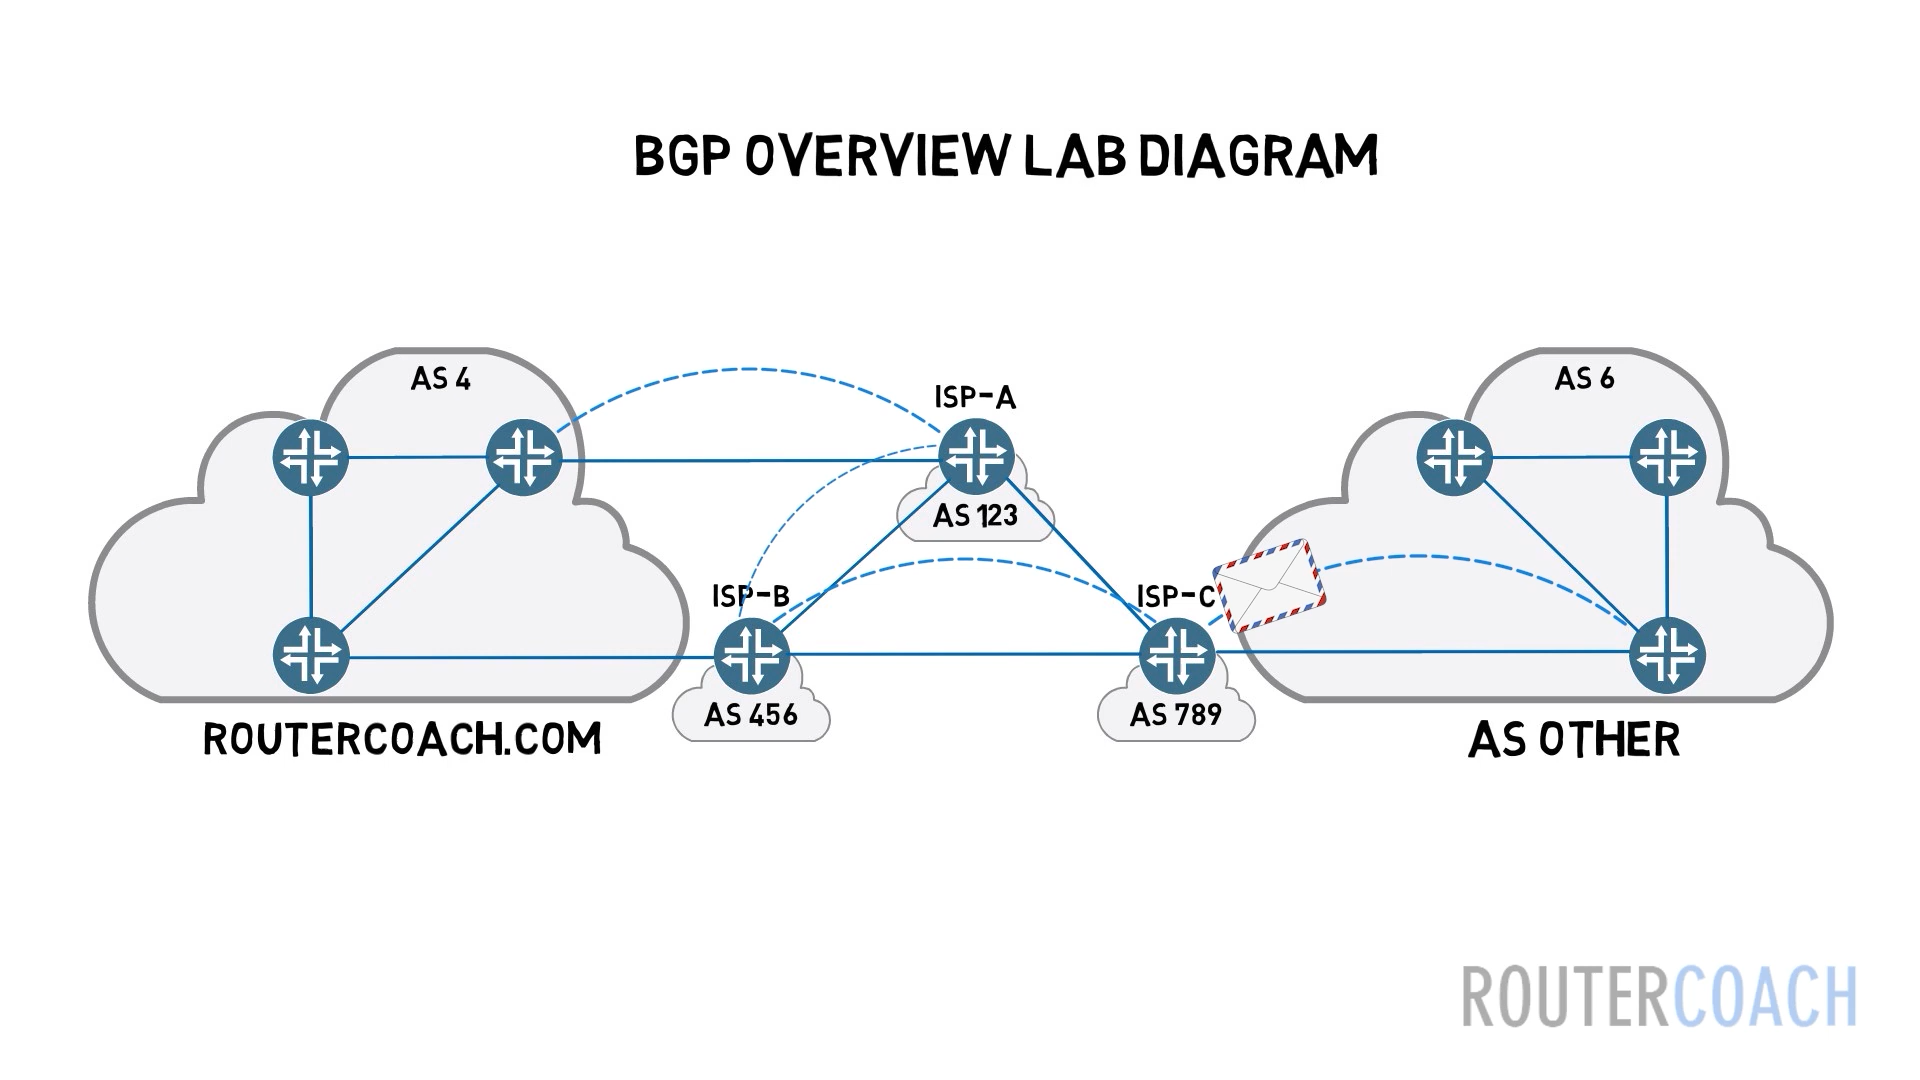 BGP OVERVIEW LAB DIAGRAM
AS 4
AS 6
ISP-A
AS 123
ISP-B
ISP-C
AS 456
AS 789
ROUTERCOACH.COM
AS OTHER
ROUTERCOACH